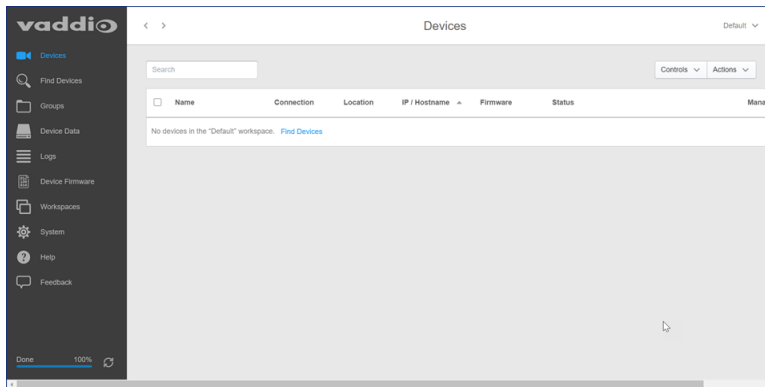 vaddio
Devices
Default
Devices
Find Devices
Groups
Device Data
Logs
Device Firmware
Workspaces
System
Help
Feedback
Done 100%
Search
Controls
Actions
Name Connection Location IP / Hostname Firmware Status Mana
No devices in the "Default" workspace. Find Devices